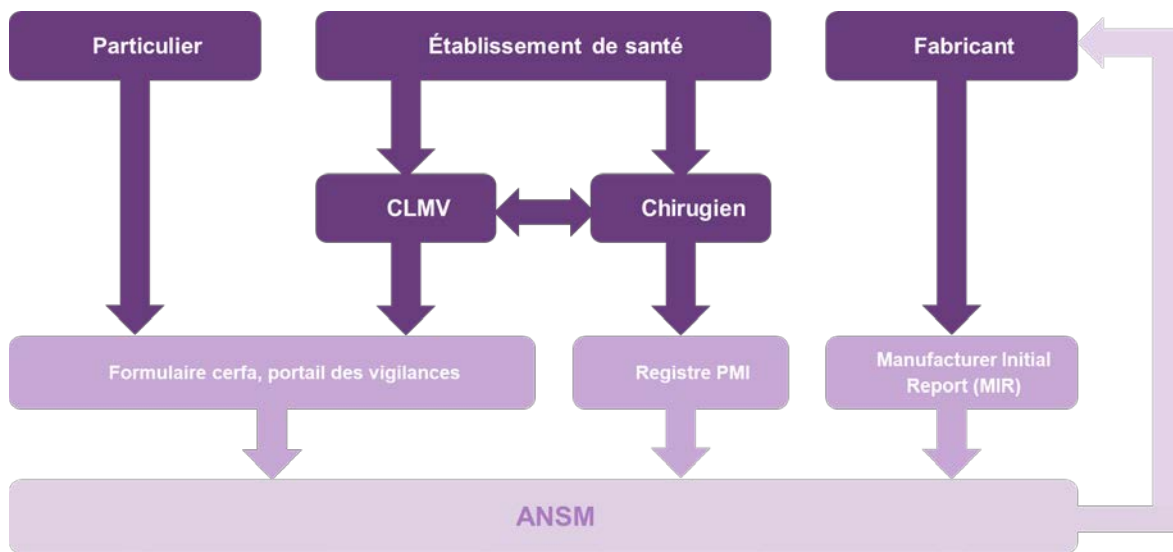 Particulier
Établissement de santé
Fabricant
CLMV
Chirugien
Formulaire cerfa, portail des vigilances
Registre PMI
Manufacturer Initial
Report (MIR)
ANSM